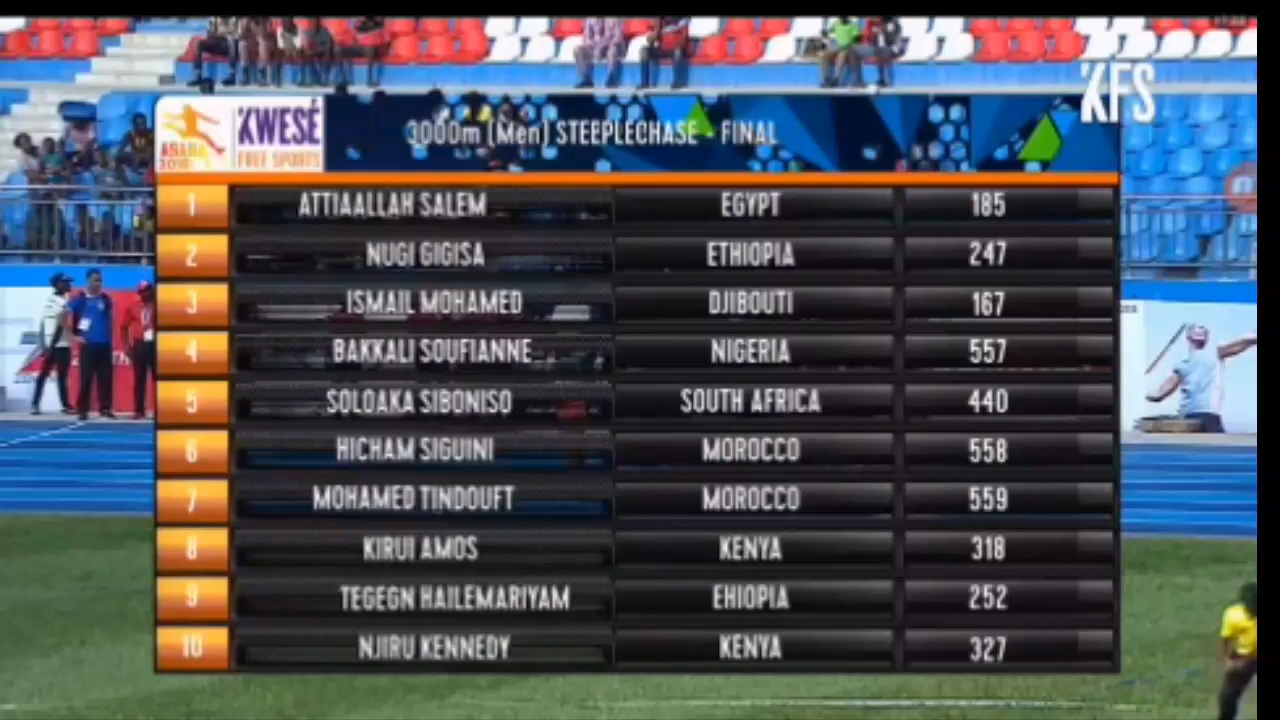 KFS
ASABA 2018 KWESÉ FREE SPORTS
3000m (Men) STEEPLECHASE - FINAL
1 ATTIAALLAH SALEM EGYPT 185
2 NUGI GIGISA ETHIOPIA 247
3 ISMAIL MOHAMED DJIBOUTI 167
4 BAKKALI SOUFIANNE NIGERIA 557
5 SOLOAKA SIBONISO SOUTH AFRICA 440
6 HICHAM SIGUINI MOROCCO 558
7 MOHAMED TINDOUFT MOROCCO 559
8 KIRUI AMOS KENYA 318
9 TEGEGN HAILEMARIYAM EHIOPIA 252
10 NJIRU KENNEDY KENYA 327